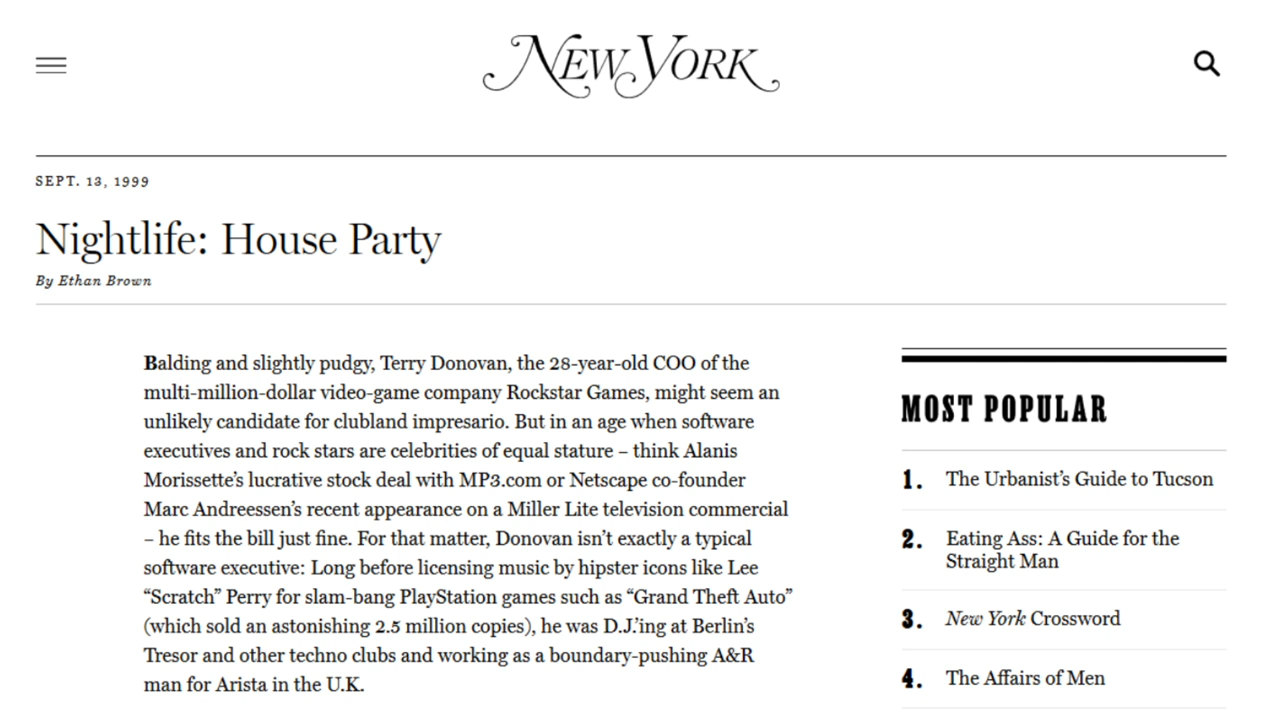 NEW YORK
SEPT. 13, 1999
Nightlife: House Party
By Ethan Brown
Balding and slightly pudgy, Terry Donovan, the 28-year-old COO of the
multi-million-dollar video-game company Rockstar Games, might seem an
unlikely candidate for clubland impresario. But in an age when software
executives and rock stars are celebrities of equal stature – think Alanis
Morissette’s lucrative stock deal with MP3.com or Netscape co-founder
Marc Andreessen’s recent appearance on a Miller Lite television commercial
– he fits the bill just fine. For that matter, Donovan isn’t exactly a typical
software executive: Long before licensing music by hipster icons like Lee
“Scratch” Perry for slam-bang PlayStation games such as “Grand Theft Auto”
(which sold an astonishing 2.5 million copies), he was D.J.’ing at Berlin’s
Tresor and other techno clubs and working as a boundary-pushing A&R
man for Arista in the U.K.
MOST POPULAR
1. The Urbanist’s Guide to Tucson
2. Eating Ass: A Guide for the
Straight Man
3. New York Crossword
4. The Affairs of Men